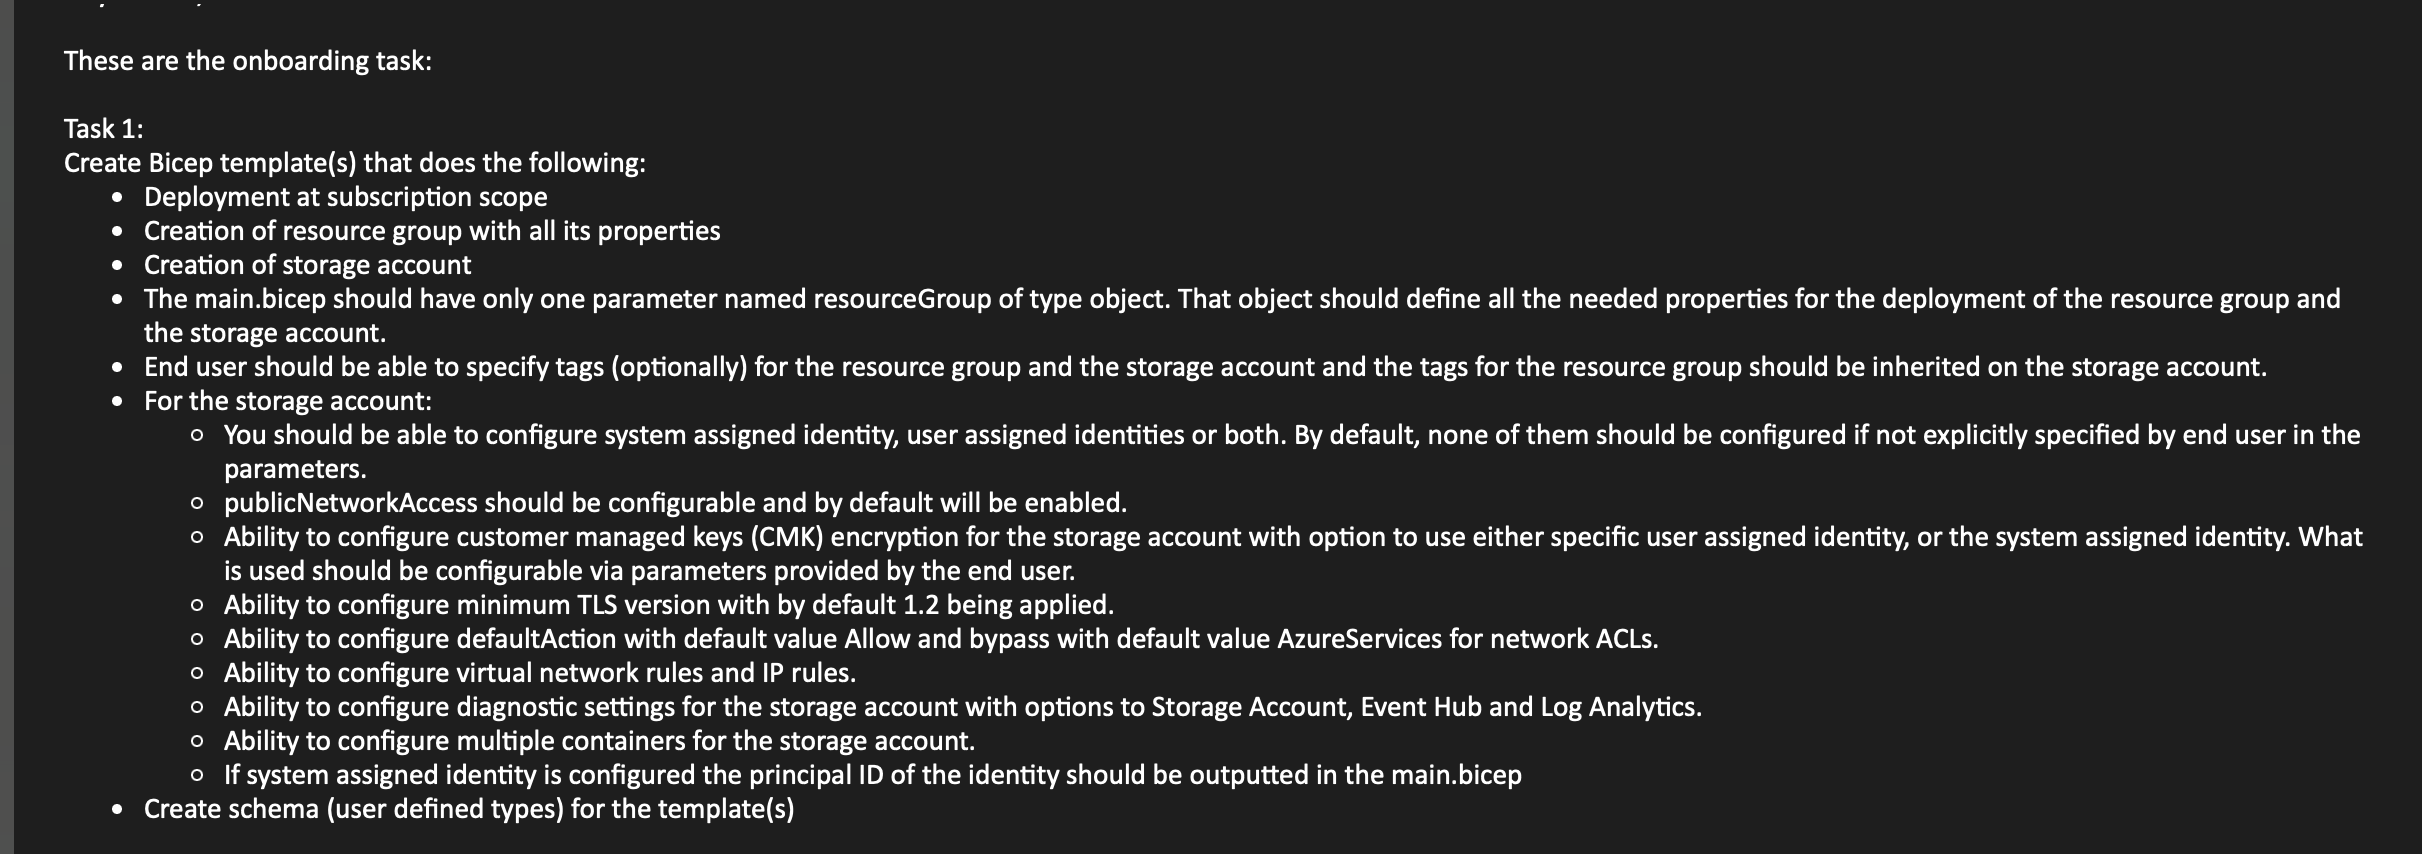 These are the onboarding task:
Task 1:
Create Bicep template(s) that does the following:
• Deployment at subscription scope
• Creation of resource group with all its properties
• Creation of storage account
• The main.bicep should have only one parameter named resourceGroup of type object. That object should define all the needed properties for the deployment of the resource group and
the storage account.
• End user should be able to specify tags (optionally) for the resource group and the storage account and the tags for the resource group should be inherited on the storage account.
• For the storage account:
○ You should be able to configure system assigned identity, user assigned identities or both. By default, none of them should be configured if not explicitly specified by end user in the
parameters.
○ publicNetworkAccess should be configurable and by default will be enabled.
○ Ability to configure customer managed keys (CMK) encryption for the storage account with option to use either specific user assigned identity, or the system assigned identity. What
is used should be configurable via parameters provided by the end user.
○ Ability to configure minimum TLS version with by default 1.2 being applied.
○ Ability to configure defaultAction with default value Allow and bypass with default value AzureServices for network ACLs.
○ Ability to configure virtual network rules and IP rules.
○ Ability to configure diagnostic settings for the storage account with options to Storage Account, Event Hub and Log Analytics.
○ Ability to configure multiple containers for the storage account.
○ If system assigned identity is configured the principal ID of the identity should be outputted in the main.bicep
• Create schema (user defined types) for the template(s)